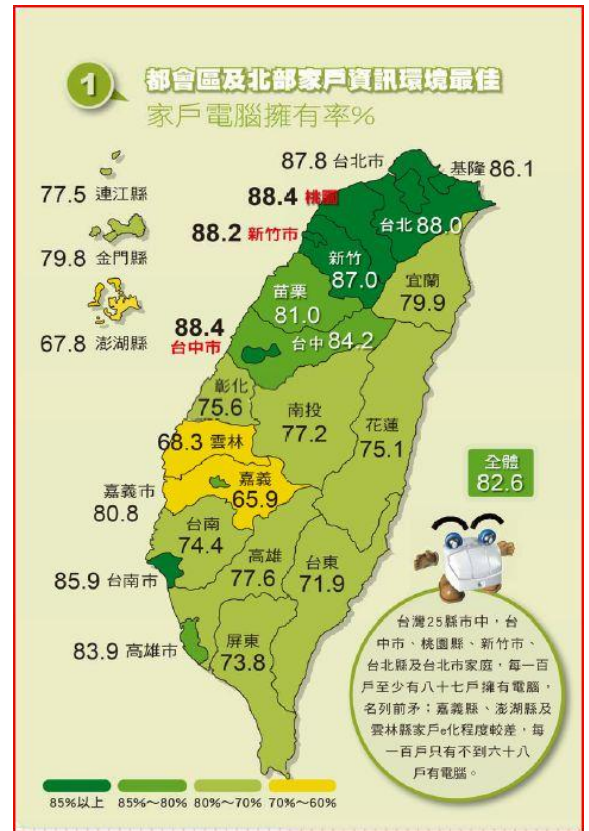 1
都會區及北部家戶資訊環境最佳
家戶電腦擁有率%
87.8 台北市
基隆 86.1
77.5 連江縣
88.4 桃園
台北 88.0
88.2 新竹市
79.8 金門縣
新竹
87.0
宜蘭
79.9
苗栗
81.0
67.8 澎湖縣
88.4
台中市
台中 84.2
彰化
75.6
南投
77.2
花蓮
75.1
68.3 雲林
嘉義
65.9
全體
82.6
嘉義市
80.8
台南
74.4
高雄
77.6
台東
71.9
85.9 台南市
83.9 高雄市
屏東
73.8
台灣25縣市中，台
中市、桃園縣、新竹市、
台北縣及台北市家庭，每一百
戶至少有八十七戶擁有電腦，
名列前矛；嘉義縣、澎湖縣及
雲林縣家戶e化程度較差，每
一百戶只有不到六十八
戶有電腦。
85%以上 85%～80% 80%～70% 70%～60%